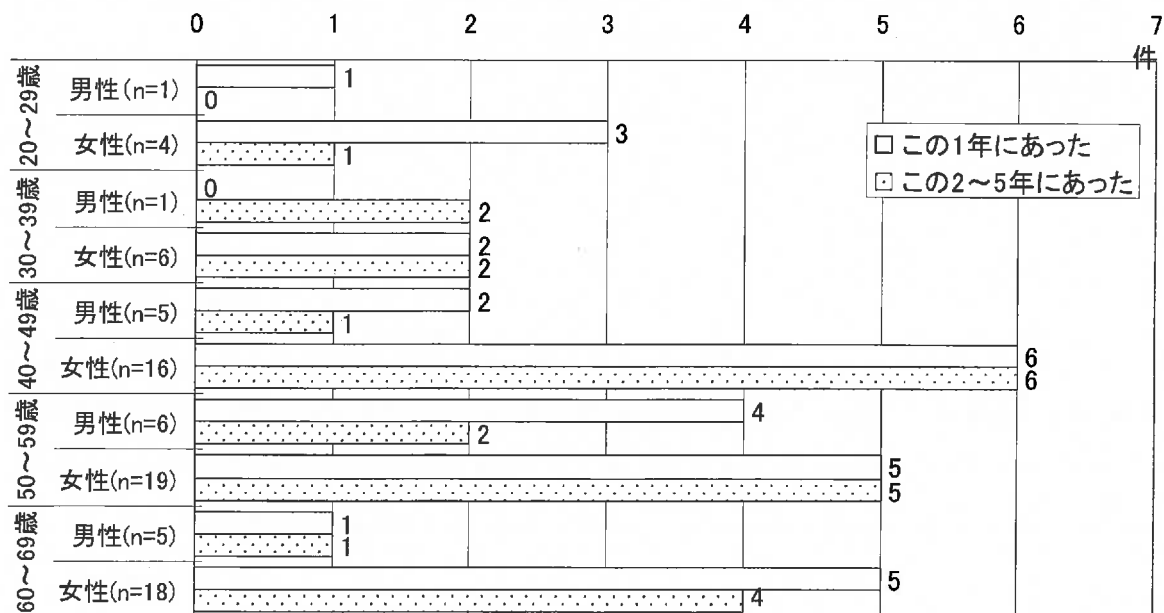 0 1 2 3 4 5 6 7
件
20～29歳
男性(n=1)
1
0
女性(n=4)
3
1
□この1年にあった
□この2～5年にあった
30～39歳
男性(n=1)
0
2
女性(n=6)
2
2
40～49歳
男性(n=5)
2
1
女性(n=16)
6
6
50～59歳
男性(n=6)
4
2
女性(n=19)
5
5
60～69歳
男性(n=5)
1
1
女性(n=18)
5
4